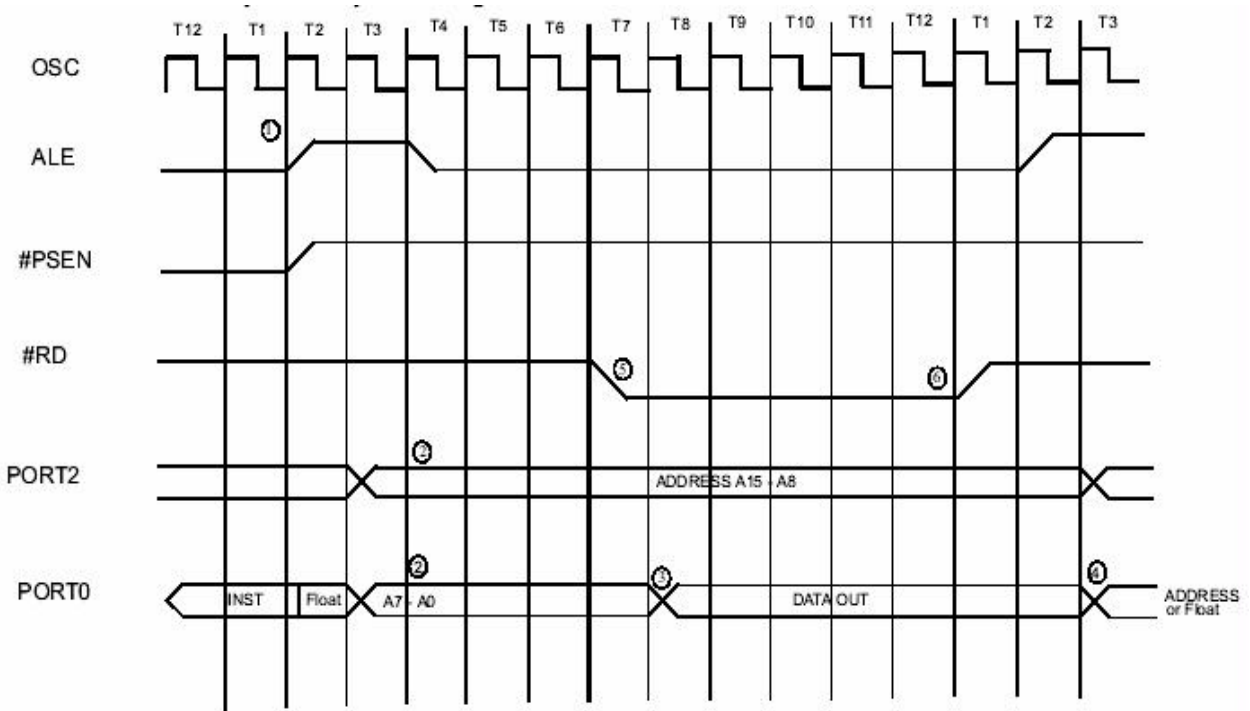 T12 T1 T2 T3 T4 T5 T6 T7 T8 T9 T10 T11 T12 T1 T2 T3
OSC
①
ALE
#PSEN
#RD
⑤
⑥
②
PORT2
ADDRESS A15 - A8
②
③
④
PORT0
INST
Float
A7 - A0
DATA OUT
ADDRESS
or Float